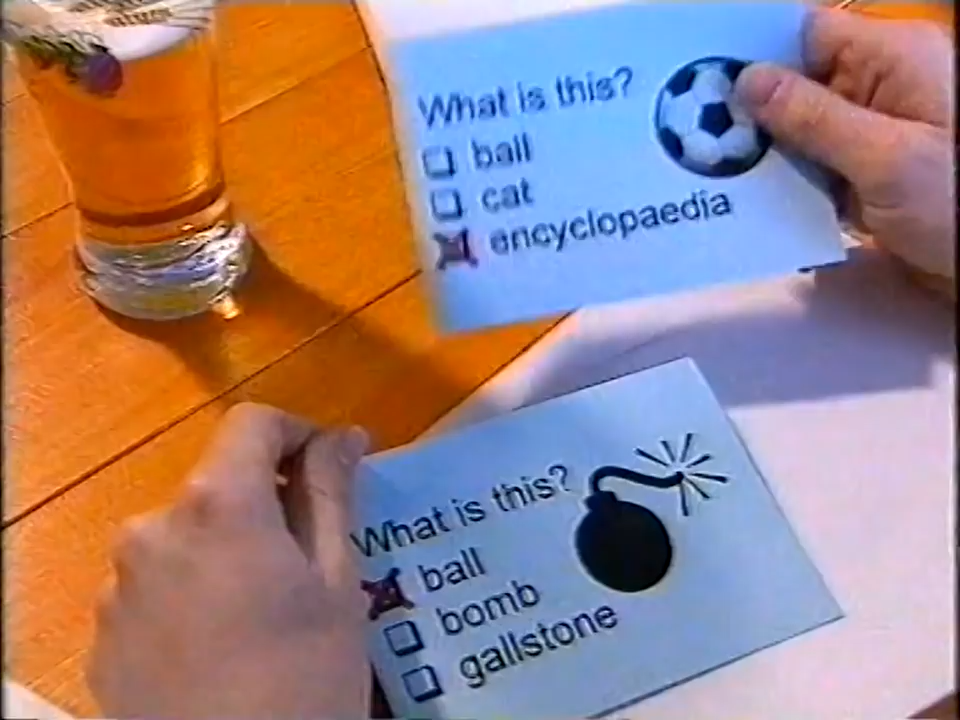 What is this?
ball
cat
encyclopaedia
What is this?
ball
bomb
gallstone